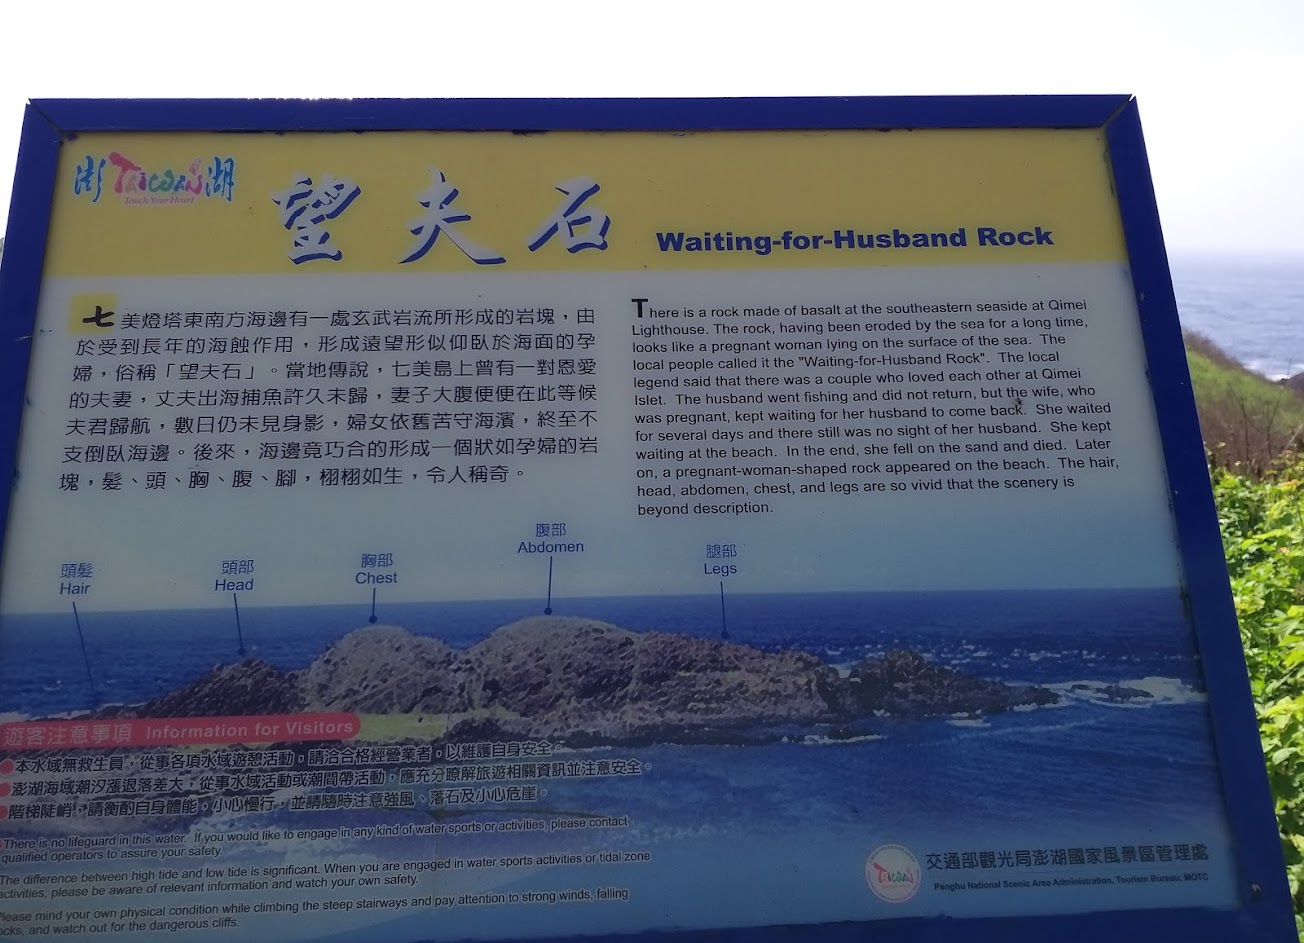 澎 TAIWAN 湖
Touch Your Heart
望夫石
Waiting-for-Husband Rock
七美燈塔東南方海邊有一處玄武岩流所形成的岩塊，由
於受到長年的海蝕作用，形成遠望形似仰臥於海面的孕
婦，俗稱「望夫石」。當地傳說，七美島上曾有一對恩愛
的夫妻，丈夫出海捕魚許久未歸，妻子大腹便便在此等候
夫君歸航，數日仍未見身影，婦女依舊苦守海濱，終至不
支倒臥海邊。後來，海邊竟巧合的形成一個狀如孕婦的岩
塊，髮、頭、胸、腹、腳，栩栩如生，令人稱奇。
There is a rock made of basalt at the southeastern seaside at Qimei
Lighthouse. The rock, having been eroded by the sea for a long time,
looks like a pregnant woman lying on the surface of the sea. The
local people called it the "Waiting-for-Husband Rock". The local
legend said that there was a couple who loved each other at Qimei
Islet. The husband went fishing and did not return, but the wife, who
was pregnant, kept waiting for her husband to come back. She waited
for several days and there still was no sight of her husband. She kept
waiting at the beach. In the end, she fell on the sand and died. Later
on, a pregnant-woman-shaped rock appeared on the beach. The hair,
head, abdomen, chest, and legs are so vivid that the scenery is
beyond description.
頭髮
Hair
頭部
Head
胸部
Chest
腹部
Abdomen
腿部
Legs
遊客注意事項 Information for Visitors
本水域無救生員，從事各項水域遊憩活動，請洽合格經營業者，以維護自身安全。
澎湖海域潮汐漲退落差大，從事水域活動或潮間帶活動，應充分瞭解旅遊相關資訊並注意安全。
階梯陡峭，請衡酌自身體能，小心慢行，並請隨時注意強風、落石及小心危崖。
There is no lifeguard in this water. If you would like to engage in any kind of water sports or activities, please contact
qualified operators to assure your safety.
The difference between high tide and low tide is significant. When you are engaged in water sports activities or tidal zone
activities, please be aware of relevant information and watch your own safety.
Please mind your own physical condition while climbing the steep stairways and pay attention to strong winds, falling
ocks, and watch out for the dangerous cliffs.
TAIWAN
交通部觀光局澎湖國家風景區管理處
Penghu National Scenic Area Administration, Tourism Bureau, MOTC